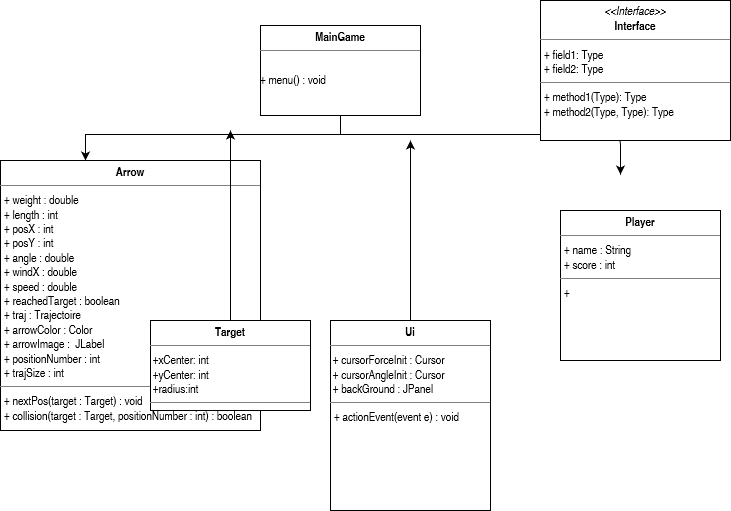 MainGame
+ menu() : void
<<Interface>>
Interface
+ field1: Type
+ field2: Type
+ method1(Type): Type
+ method2(Type, Type): Type
Arrow
+ weight : double
+ length : int
+ posX : int
+ posY : int
+ angle : double
+ windX : double
+ speed : double
+ reachedTarget : boolean
+ traj : Trajectoire
+ arrowColor : Color
+ arrowImage : JLabel
+ positionNumber : int
+ trajSize : int
+ nextPos(target : Target) : void
+ collision(target : Target, positionNumber : int) : boolean
Target
+xCenter: int
+yCenter: int
+radius:int
Ui
+ cursorForceInit : Cursor
+ cursorAngleInit : Cursor
+ backGround : JPanel
+ actionEvent(event e) : void
Player
+ name : String
+ score : int
+